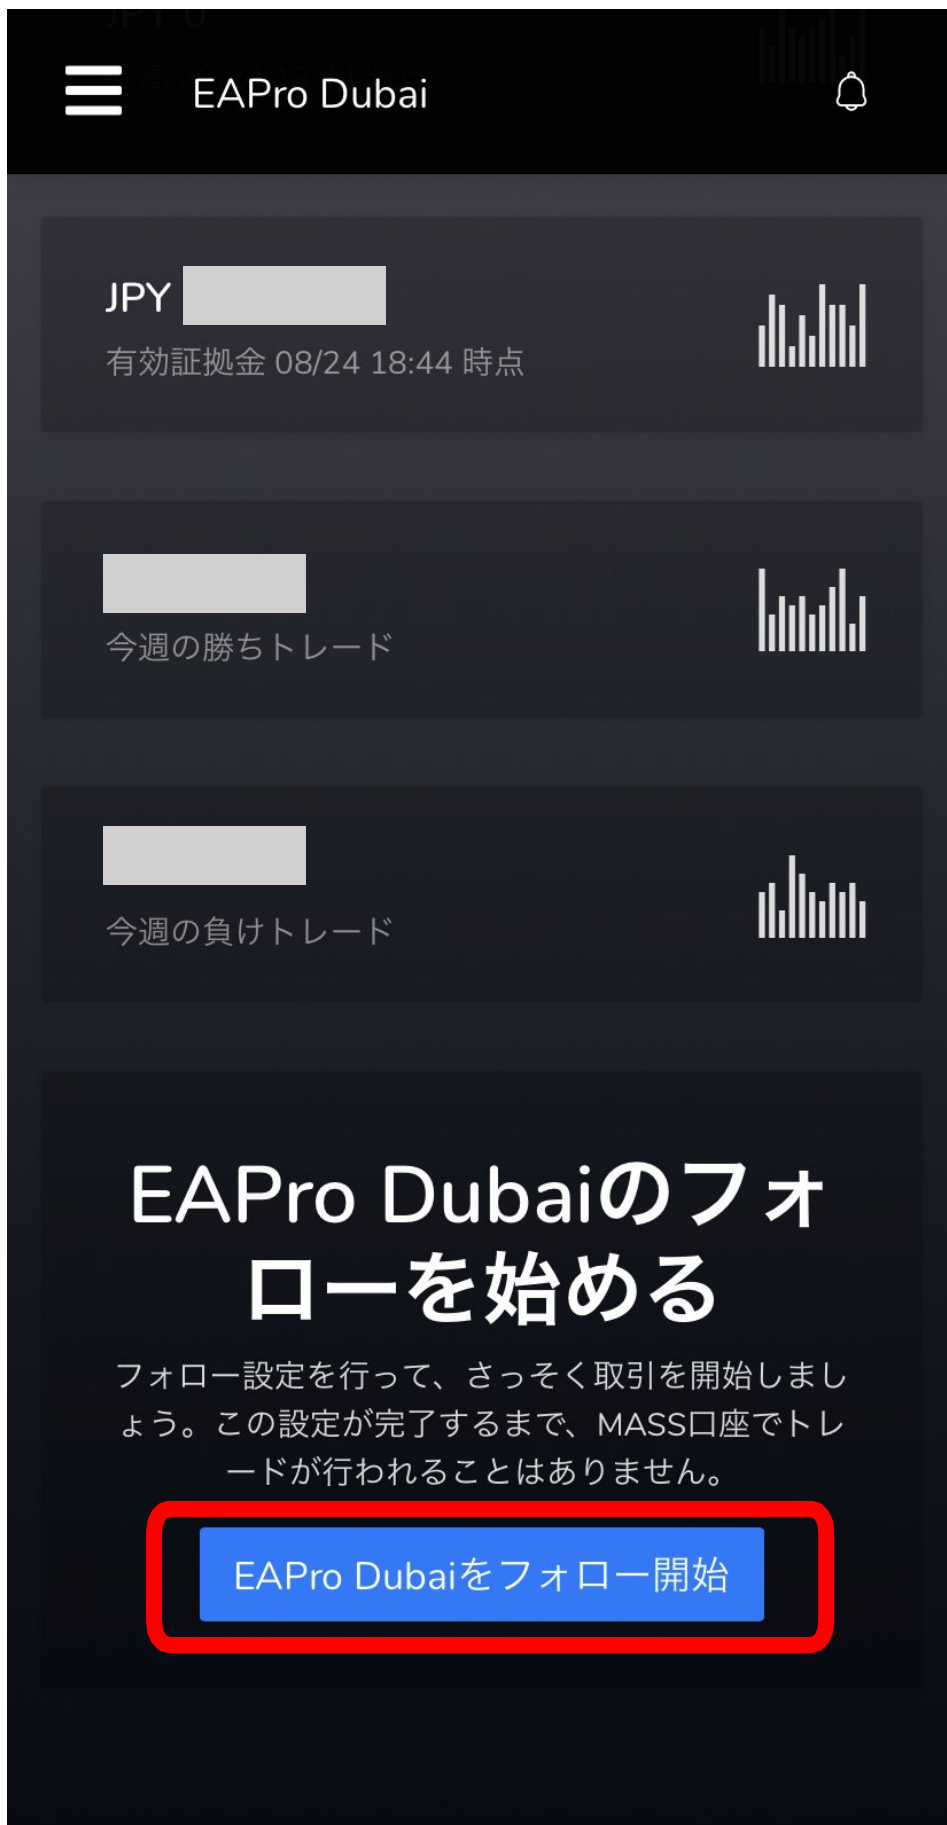 JPY 0
EAPro Dubai
JPY
有効証拠金 08/24 18:44 時点
今週の勝ちトレード
今週の負けトレード
EAPro Dubaiのフォ
ローを始める
フォロー設定を行って、さっそく取引を開始しまし
ょう。この設定が完了するまで、MASS口座でトレ
ードが行われることはありません。
EAPro Dubaiをフォロー開始